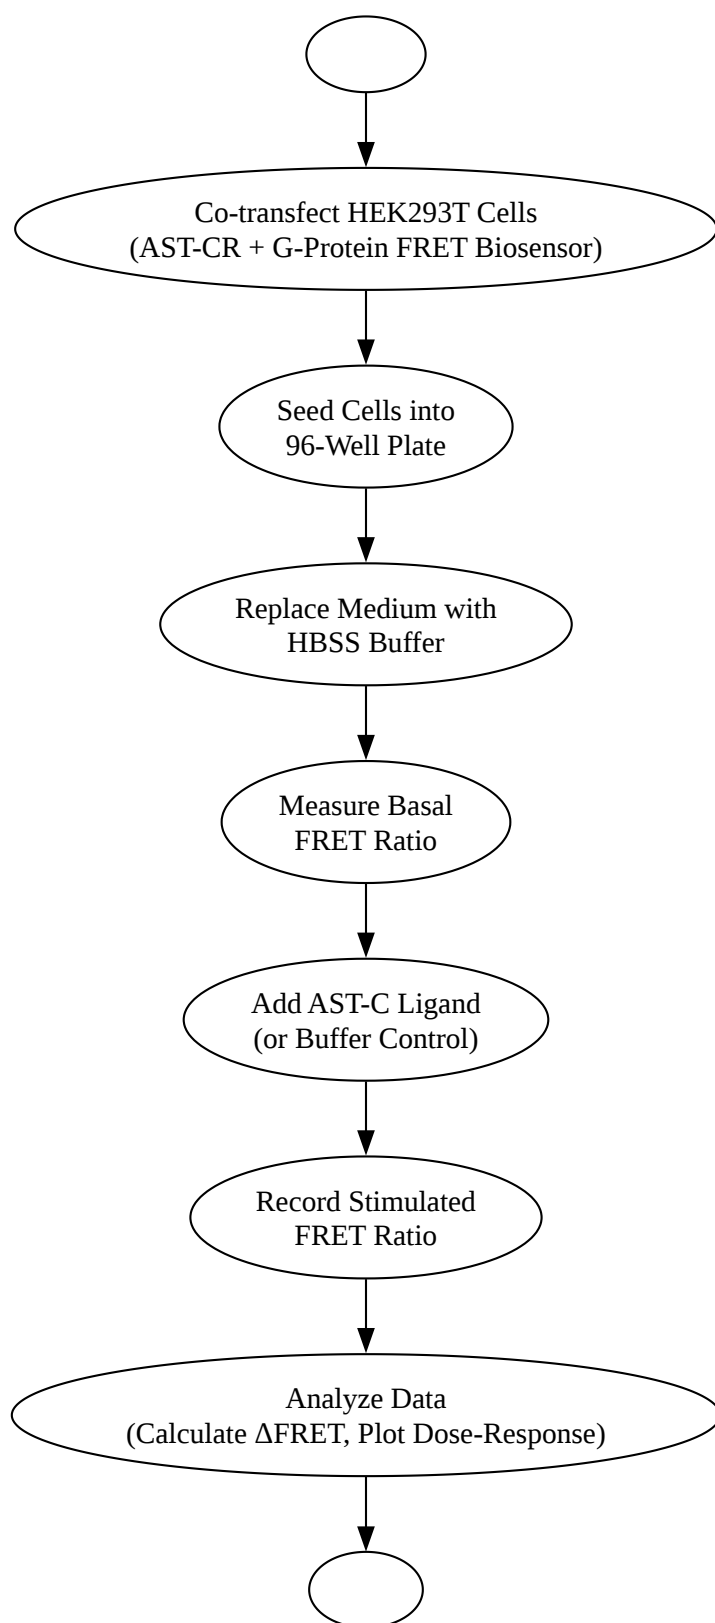 Co-transfect HEK293T Cells
(AST-CR + G-Protein FRET Biosensor)
Seed Cells into
96-Well Plate
Replace Medium with
HBSS Buffer
Measure Basal
FRET Ratio
Add AST-C Ligand
(or Buffer Control)
Record Stimulated
FRET Ratio
Analyze Data
(Calculate ΔFRET, Plot Dose-Response)